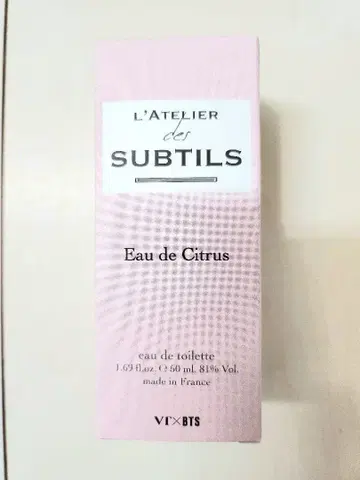 L'ATELIER
des
SUBTILS
Eau de Citrus
eau de toilette
1.69 fl.oz. ℮ 50 ml. 81% Vol.
made in France
VT×BTS